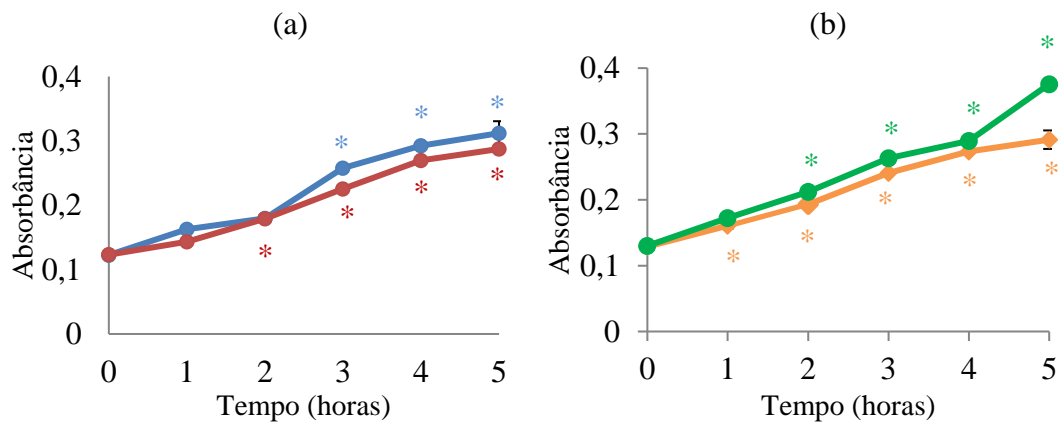 (a)
Absorbância
0,4
0,3
0,2
0,1
0
0 1 2 3 4 5
Tempo (horas)
* * *
* * * *
(b)
Absorbância
0,4
0,3
0,2
0,1
0
0 1 2 3 4 5
Tempo (horas)
* * * *
* * * * *